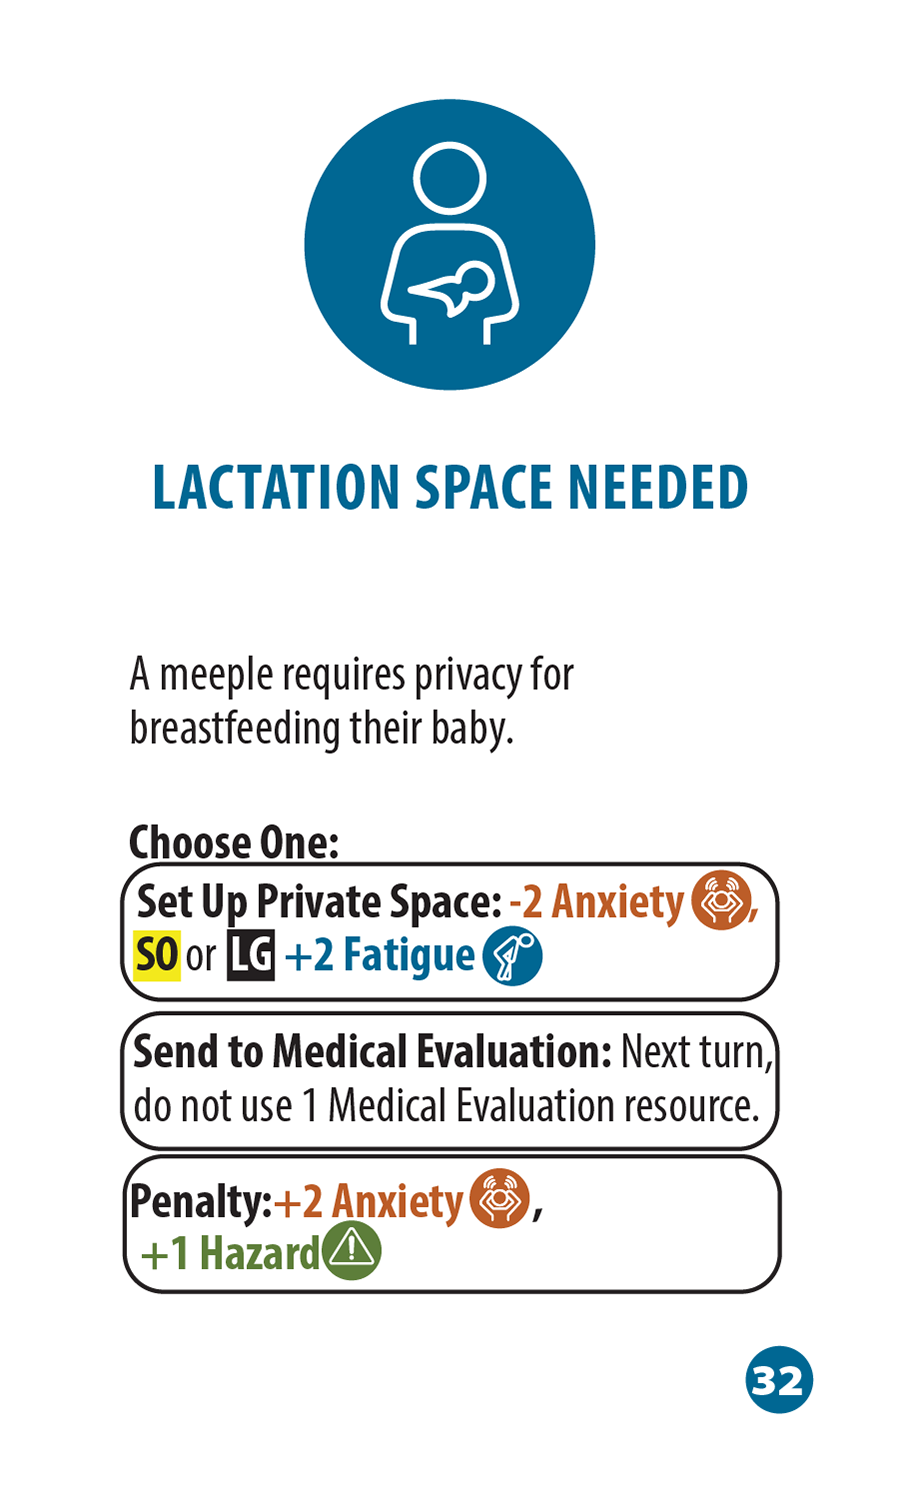 LACTATION SPACE NEEDED
A meeple requires privacy for
breastfeeding their baby.
Choose One:
Set Up Private Space: -2 Anxiety ,
SO or LG +2 Fatigue
Send to Medical Evaluation: Next turn,
do not use 1 Medical Evaluation resource.
Penalty:+2 Anxiety ,
+1 Hazard
32